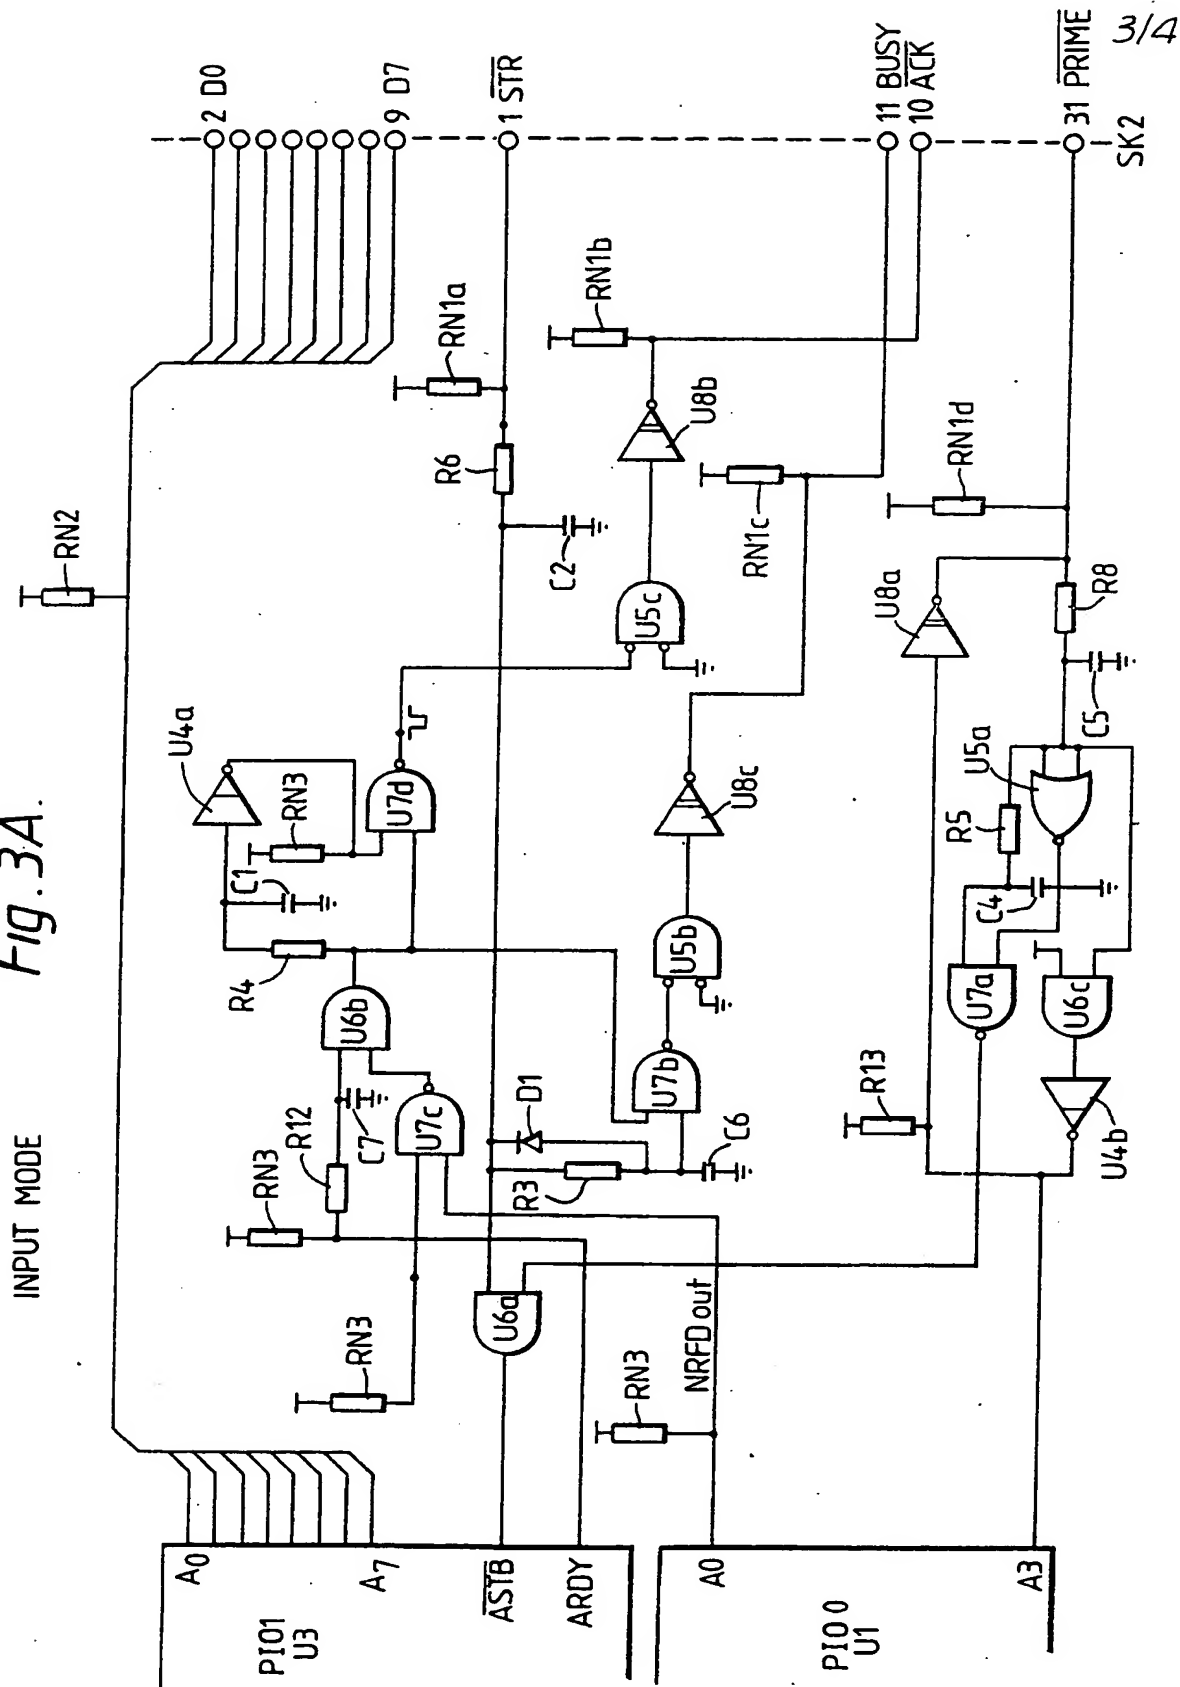 3/4
Fig. 3A.
INPUT MODE
RN2
2 D0
9 D7
1 STR
11 BUSY
10 ACK
31 PRIME
SK2
U4a
RN3
C1
R4
U7d
U6b
R12
C7
RN3
U7c
RN3
RN1a
R6
C2
RN1b
U8b
U5c
RN1c
U8c
U5b
U7b
D1
R3
C6
U6a
RN3
NRFD out
RN1d
U8a
R8
C5
U5a
R5
C4
U7a
U6c
R13
U4b
A0
A7
PIO1
U3
ASTB
ARDY
A0
PIO 0
U1
A3